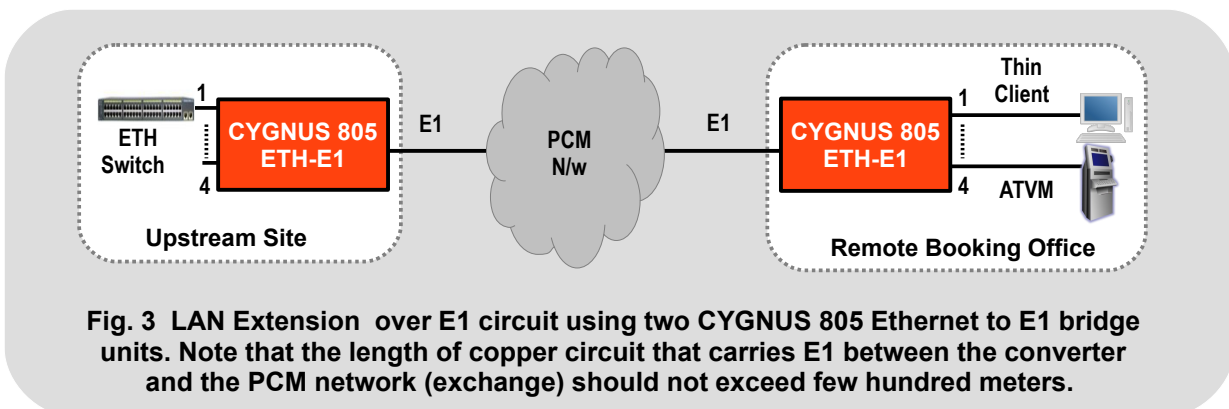 1
ETH
Switch
4
CYGNUS 805
ETH-E1
E1
Upstream Site
PCM
N/w
E1
CYGNUS 805
ETH-E1
1
4
Thin
Client
ATVM
Remote Booking Office
Fig. 3  LAN Extension  over E1 circuit using two CYGNUS 805 Ethernet to E1 bridge
units. Note that the length of copper circuit that carries E1 between the converter
and the PCM network (exchange) should not exceed few hundred meters.